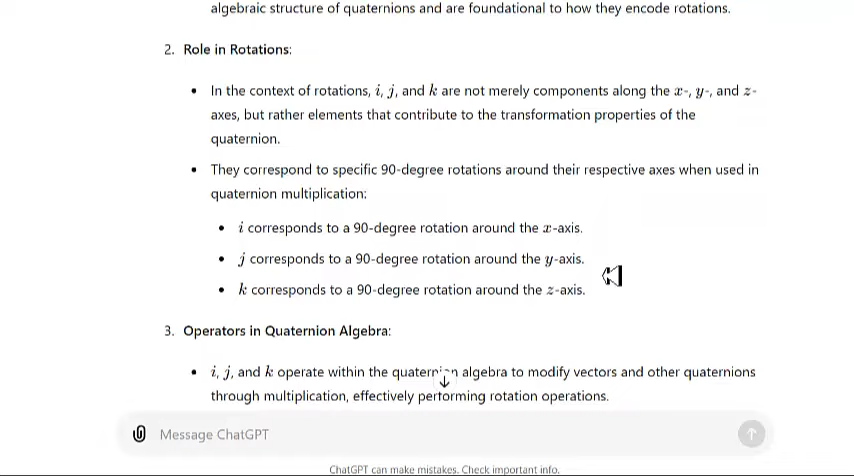 algebraic structure of quaternions and are foundational to how they encode rotations.
2. Role in Rotations:
• In the context of rotations, i, j, and k are not merely components along the x-, y-, and z-
axes, but rather elements that contribute to the transformation properties of the
quaternion.
• They correspond to specific 90-degree rotations around their respective axes when used in
quaternion multiplication:
• i corresponds to a 90-degree rotation around the x-axis.
• j corresponds to a 90-degree rotation around the y-axis.
• k corresponds to a 90-degree rotation around the z-axis.
3. Operators in Quaternion Algebra:
• i, j, and k operate within the quaternion algebra to modify vectors and other quaternions
through multiplication, effectively performing rotation operations.
Message ChatGPT
ChatGPT can make mistakes. Check important info.